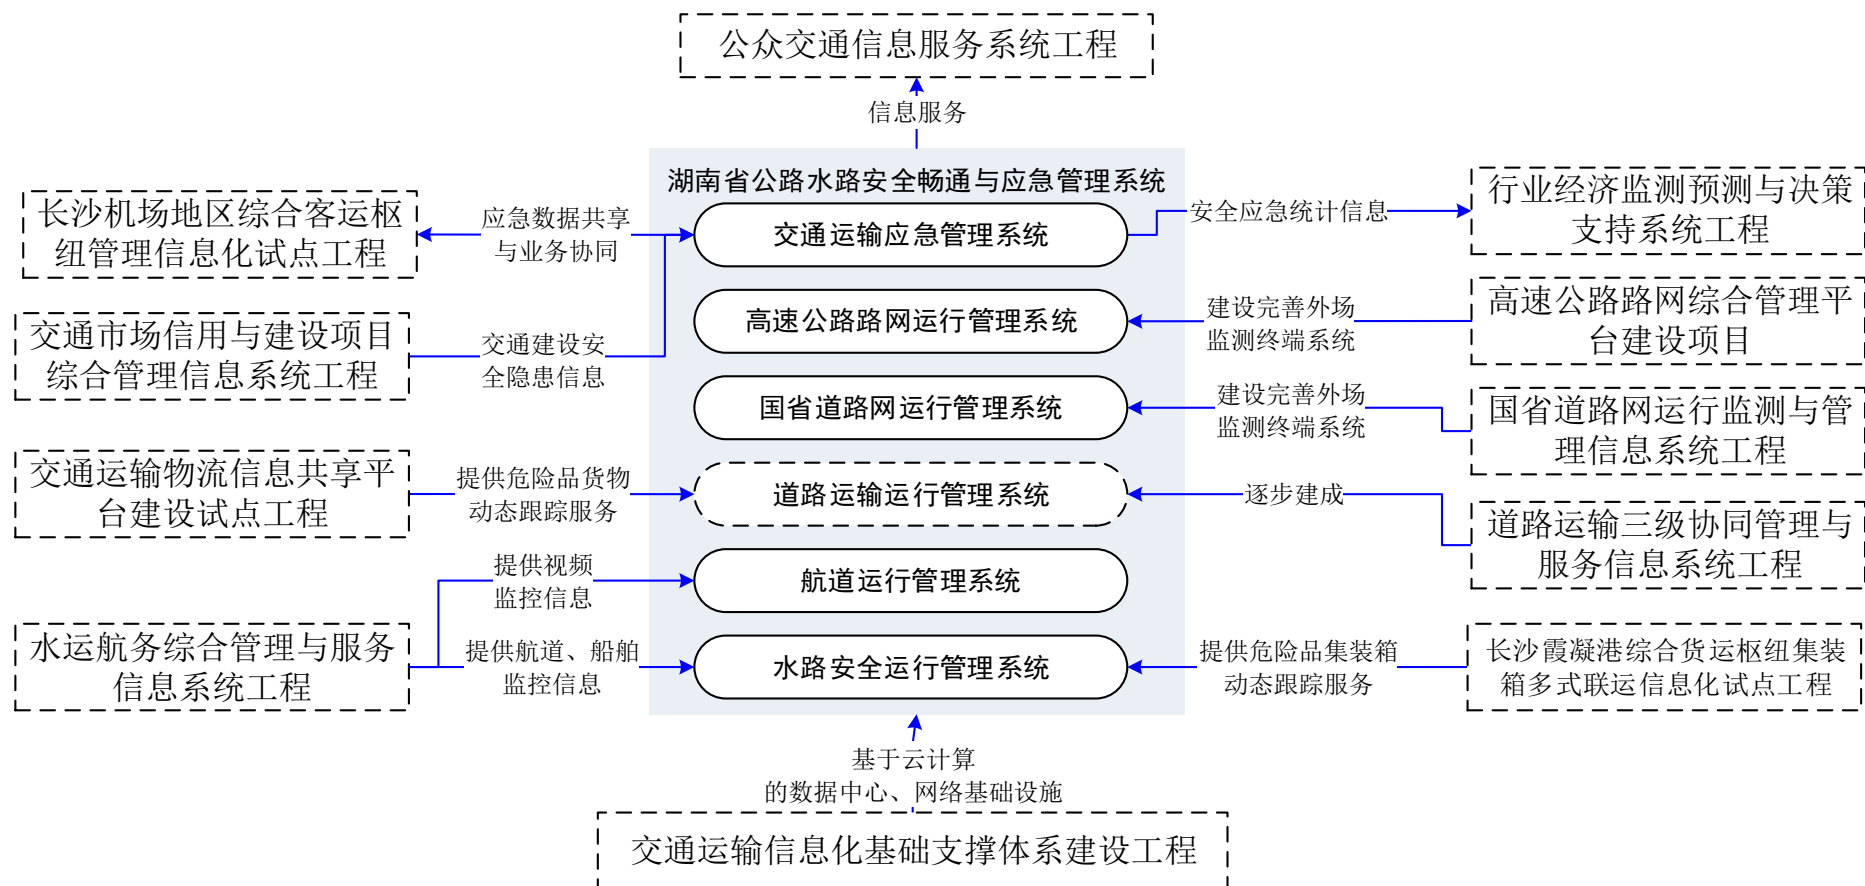 公众交通信息服务系统工程
信息服务
湖南省公路水路安全畅通与应急管理系统
长沙机场地区综合客运枢
纽管理信息化试点工程
应急数据共享
与业务协同
交通运输应急管理系统
安全应急统计信息
行业经济监测预测与决策
支持系统工程
交通市场信用与建设项目
综合管理信息系统工程
交通建设安
全隐患信息
高速公路路网运行管理系统
建设完善外场
监测终端系统
高速公路路网综合管理平
台建设项目
国省道路网运行管理系统
建设完善外场
监测终端系统
国省道路网运行监测与管
理信息系统工程
交通运输物流信息共享平
台建设试点工程
提供危险品货物
动态跟踪服务
道路运输运行管理系统
逐步建成
道路运输三级协同管理与
服务信息系统工程
提供视频
监控信息
航道运行管理系统
水运航务综合管理与服务
信息系统工程
提供航道、船舶
监控信息
水路安全运行管理系统
提供危险品集装箱
动态跟踪服务
长沙霞凝港综合货运枢纽集装
箱多式联运信息化试点工程
基于云计算
的数据中心、网络基础设施
交通运输信息化基础支撑体系建设工程